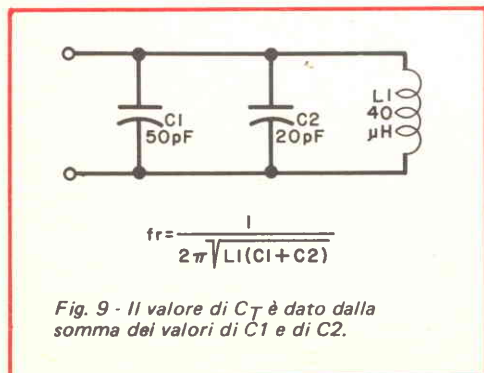 C1
50pF
C2
20pF
L1
40
μH
fr= 1
2π√L1(C1+C2)
Fig. 9 - Il valore di CT è dato dalla
somma dei valori di C1 e di C2.